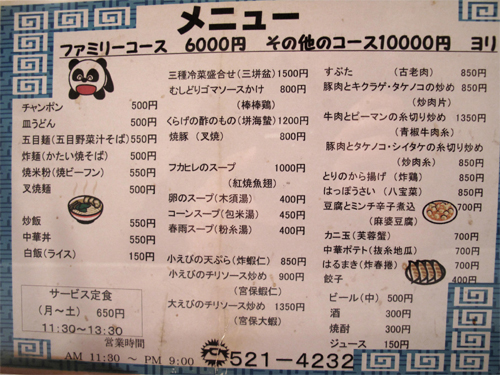 メニュー
ファミリーコース 6000円 その他のコース10000円 ヨリ
チャンポン 500円
皿うどん 500円
五目麺(五目野菜汁そば) 550円
炸麺(かたい焼そば) 550円
焼米粉(焼ビーフン) 550円
叉焼麺 500円
炒飯 550円
中華丼 550円
白飯(ライス) 150円
サービス定食
(月~土) 650円
11:30~13:30
営業時間
AM 11:30 ~ PM 9:00
三種冷菜盛合せ(三垪盆) 1500円
むしどりゴマソースかけ 800円
(棒棒鶏)
くらげの酢のもの(垪海蟄) 1200円
焼豚(叉焼) 800円
フカヒレのスープ 1000円
(紅焼魚翅)
卵のスープ(木須湯) 400円
コーンスープ(包米湯) 450円
春雨スープ(粉糸湯) 400円
小えびの天ぷら(炸蝦仁) 850円
小えびのチリソース炒め 900円
(宮保蝦仁)
大えびのチリソース炒め 1350円
(宮保大蝦)
すぶた (古老肉) 850円
豚肉とキクラゲ・タケノコの炒め 850円
(炒肉片)
牛肉とピーマンの糸切り炒め 1350円
(青椒牛肉糸)
豚肉とタケノコ・シイタケの糸切り炒め
(炒肉糸) 850円
とりのから揚げ (炸鶏) 850円
はっぽうさい (八宝菜) 850円
豆腐とミンチ辛子煮込 700円
(麻婆豆腐)
カニ玉(芙蓉蟹) 700円
中華ポテト(抜糸地瓜) 700円
はるまき(炸春捲) 700円
餃子 400円
ビール(中) 500円
酒 300円
焼酎 300円
ジュース 150円
521-4232